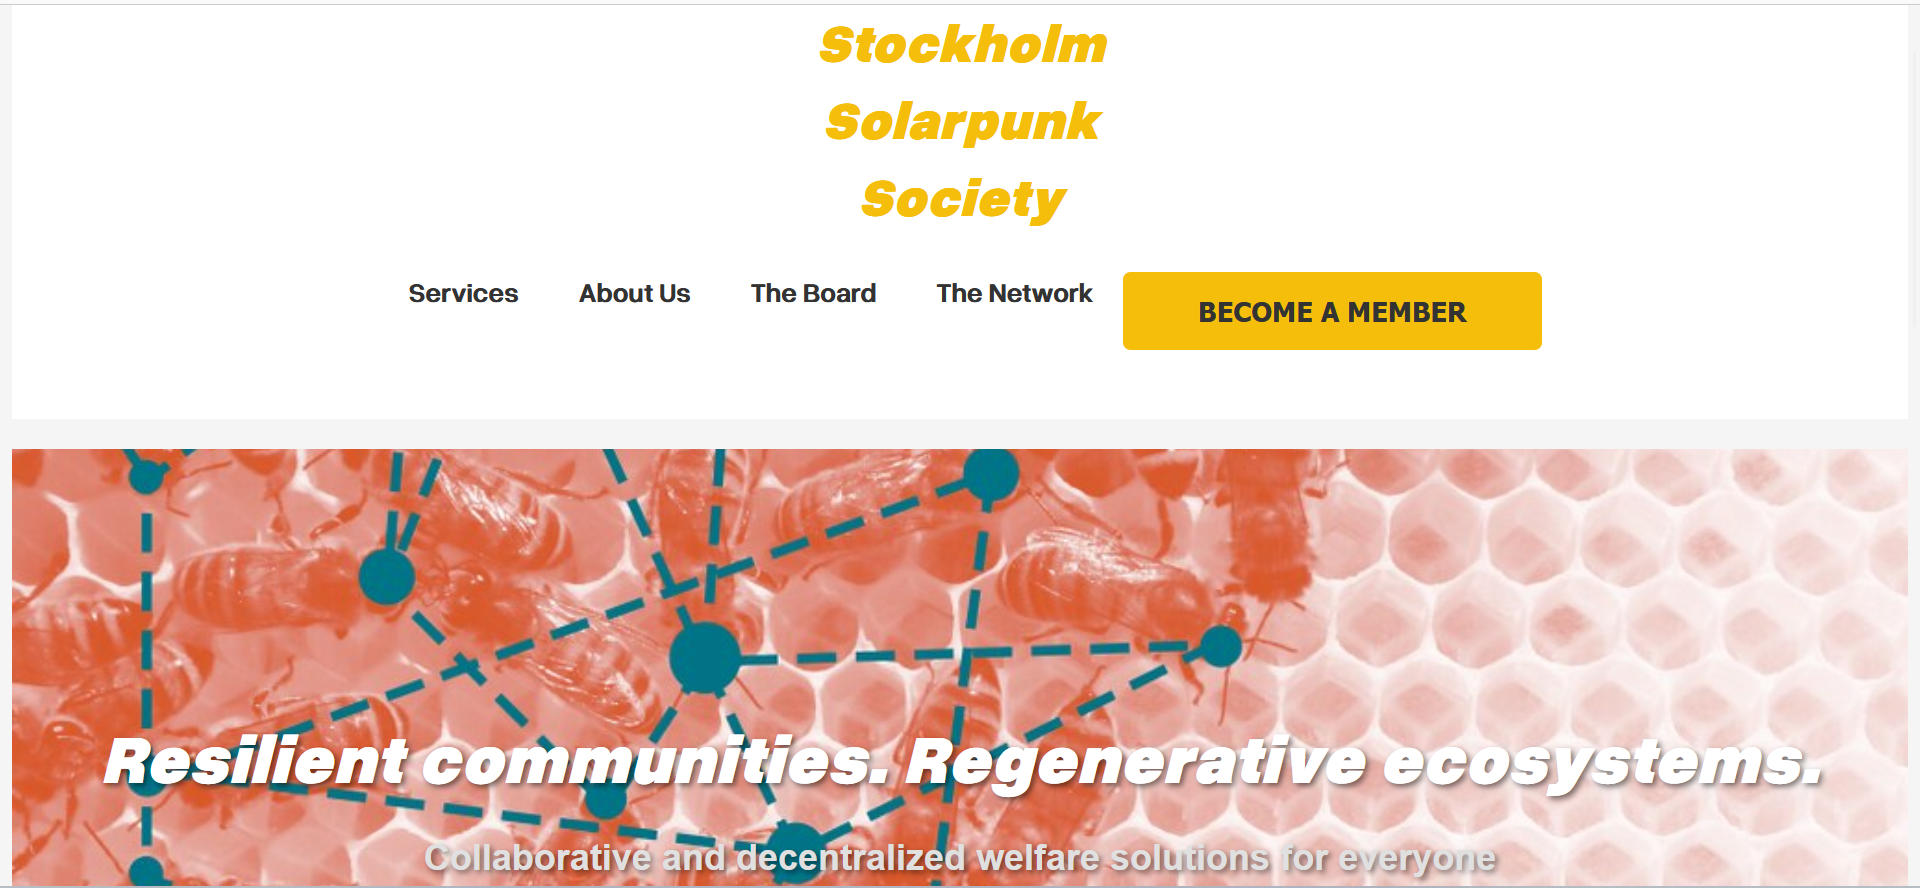 Stockholm
Solarpunk
Society
Services About Us The Board The Network BECOME A MEMBER
Resilient communities. Regenerative ecosystems.
Collaborative and decentralized welfare solutions for everyone